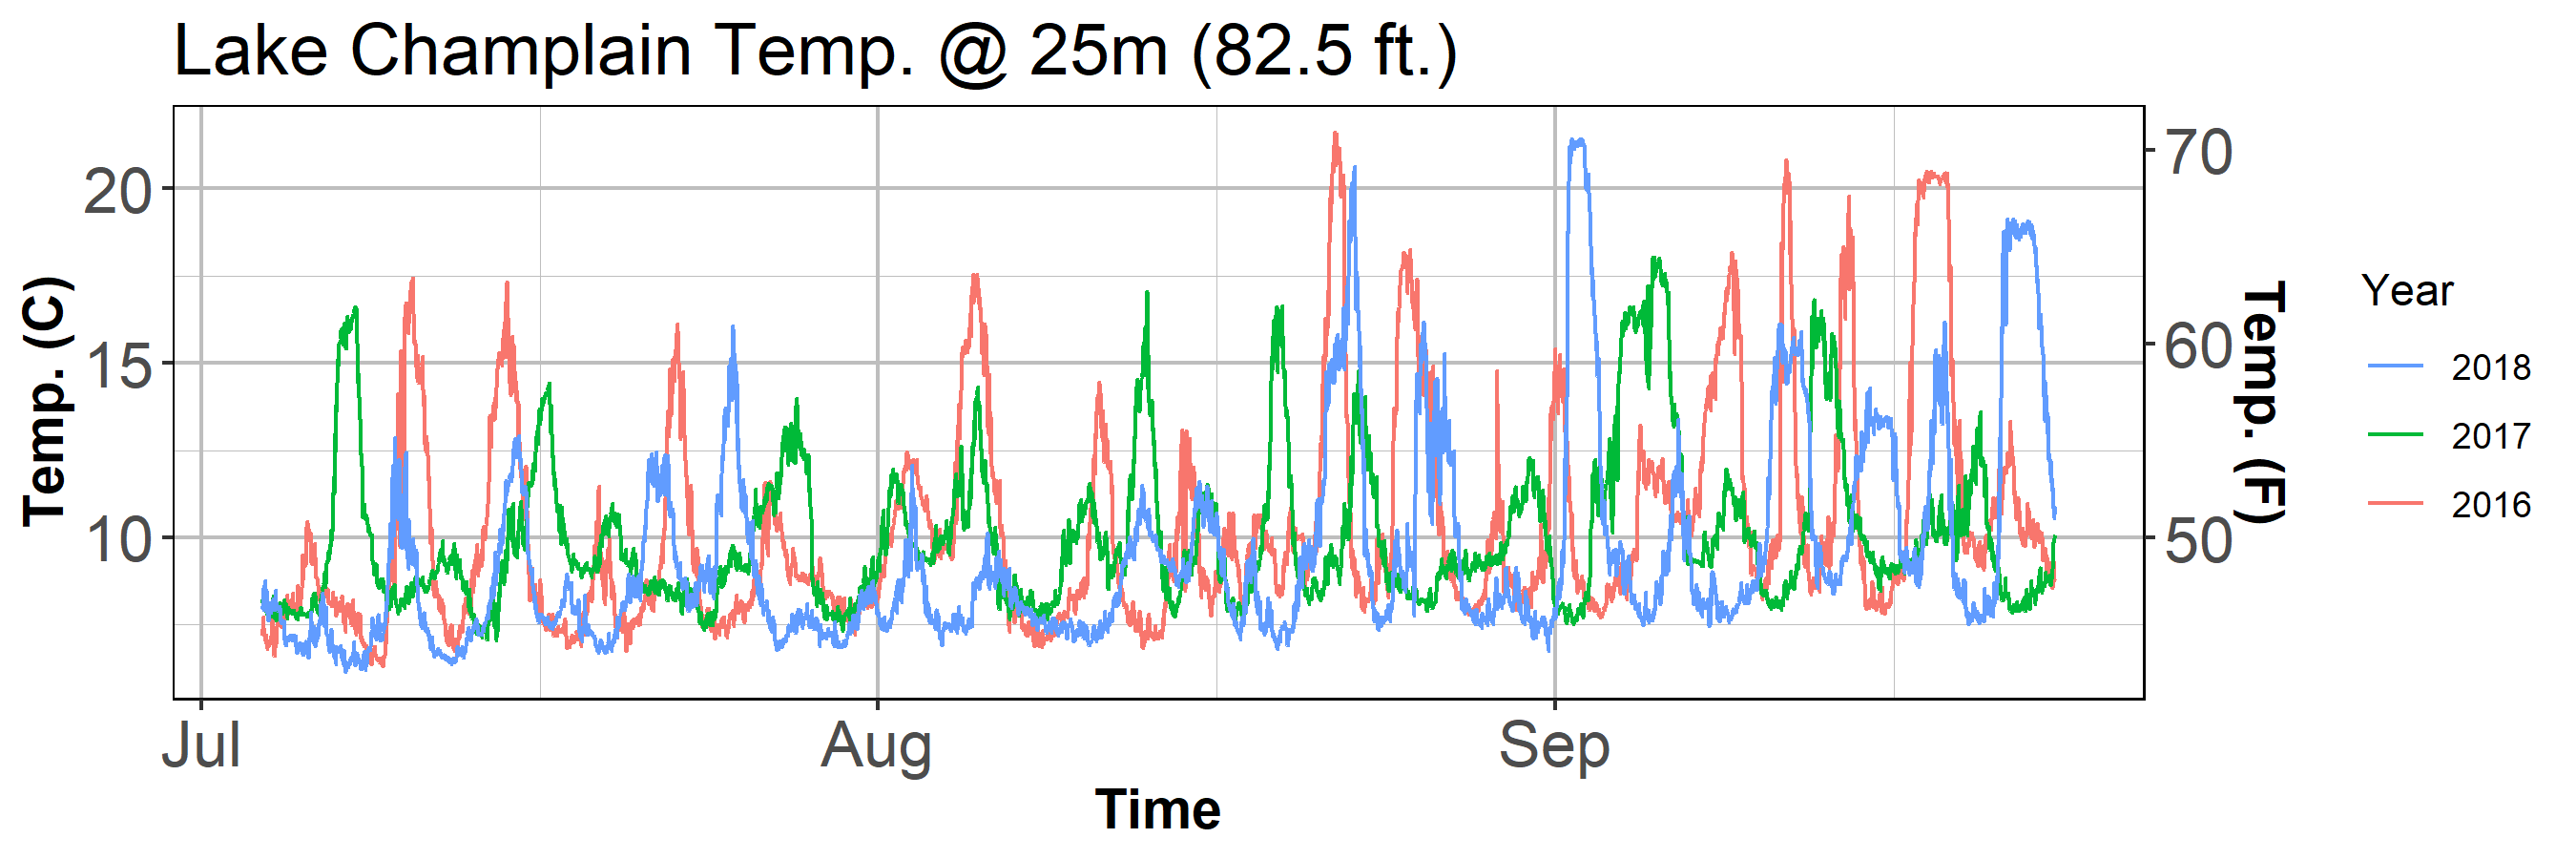 Lake Champlain Temp. @ 25m (82.5 ft.)
Temp. (C)
20
15
10
70
60
50
Temp. (F)
Jul
Aug
Sep
Time
Year
2018
2017
2016